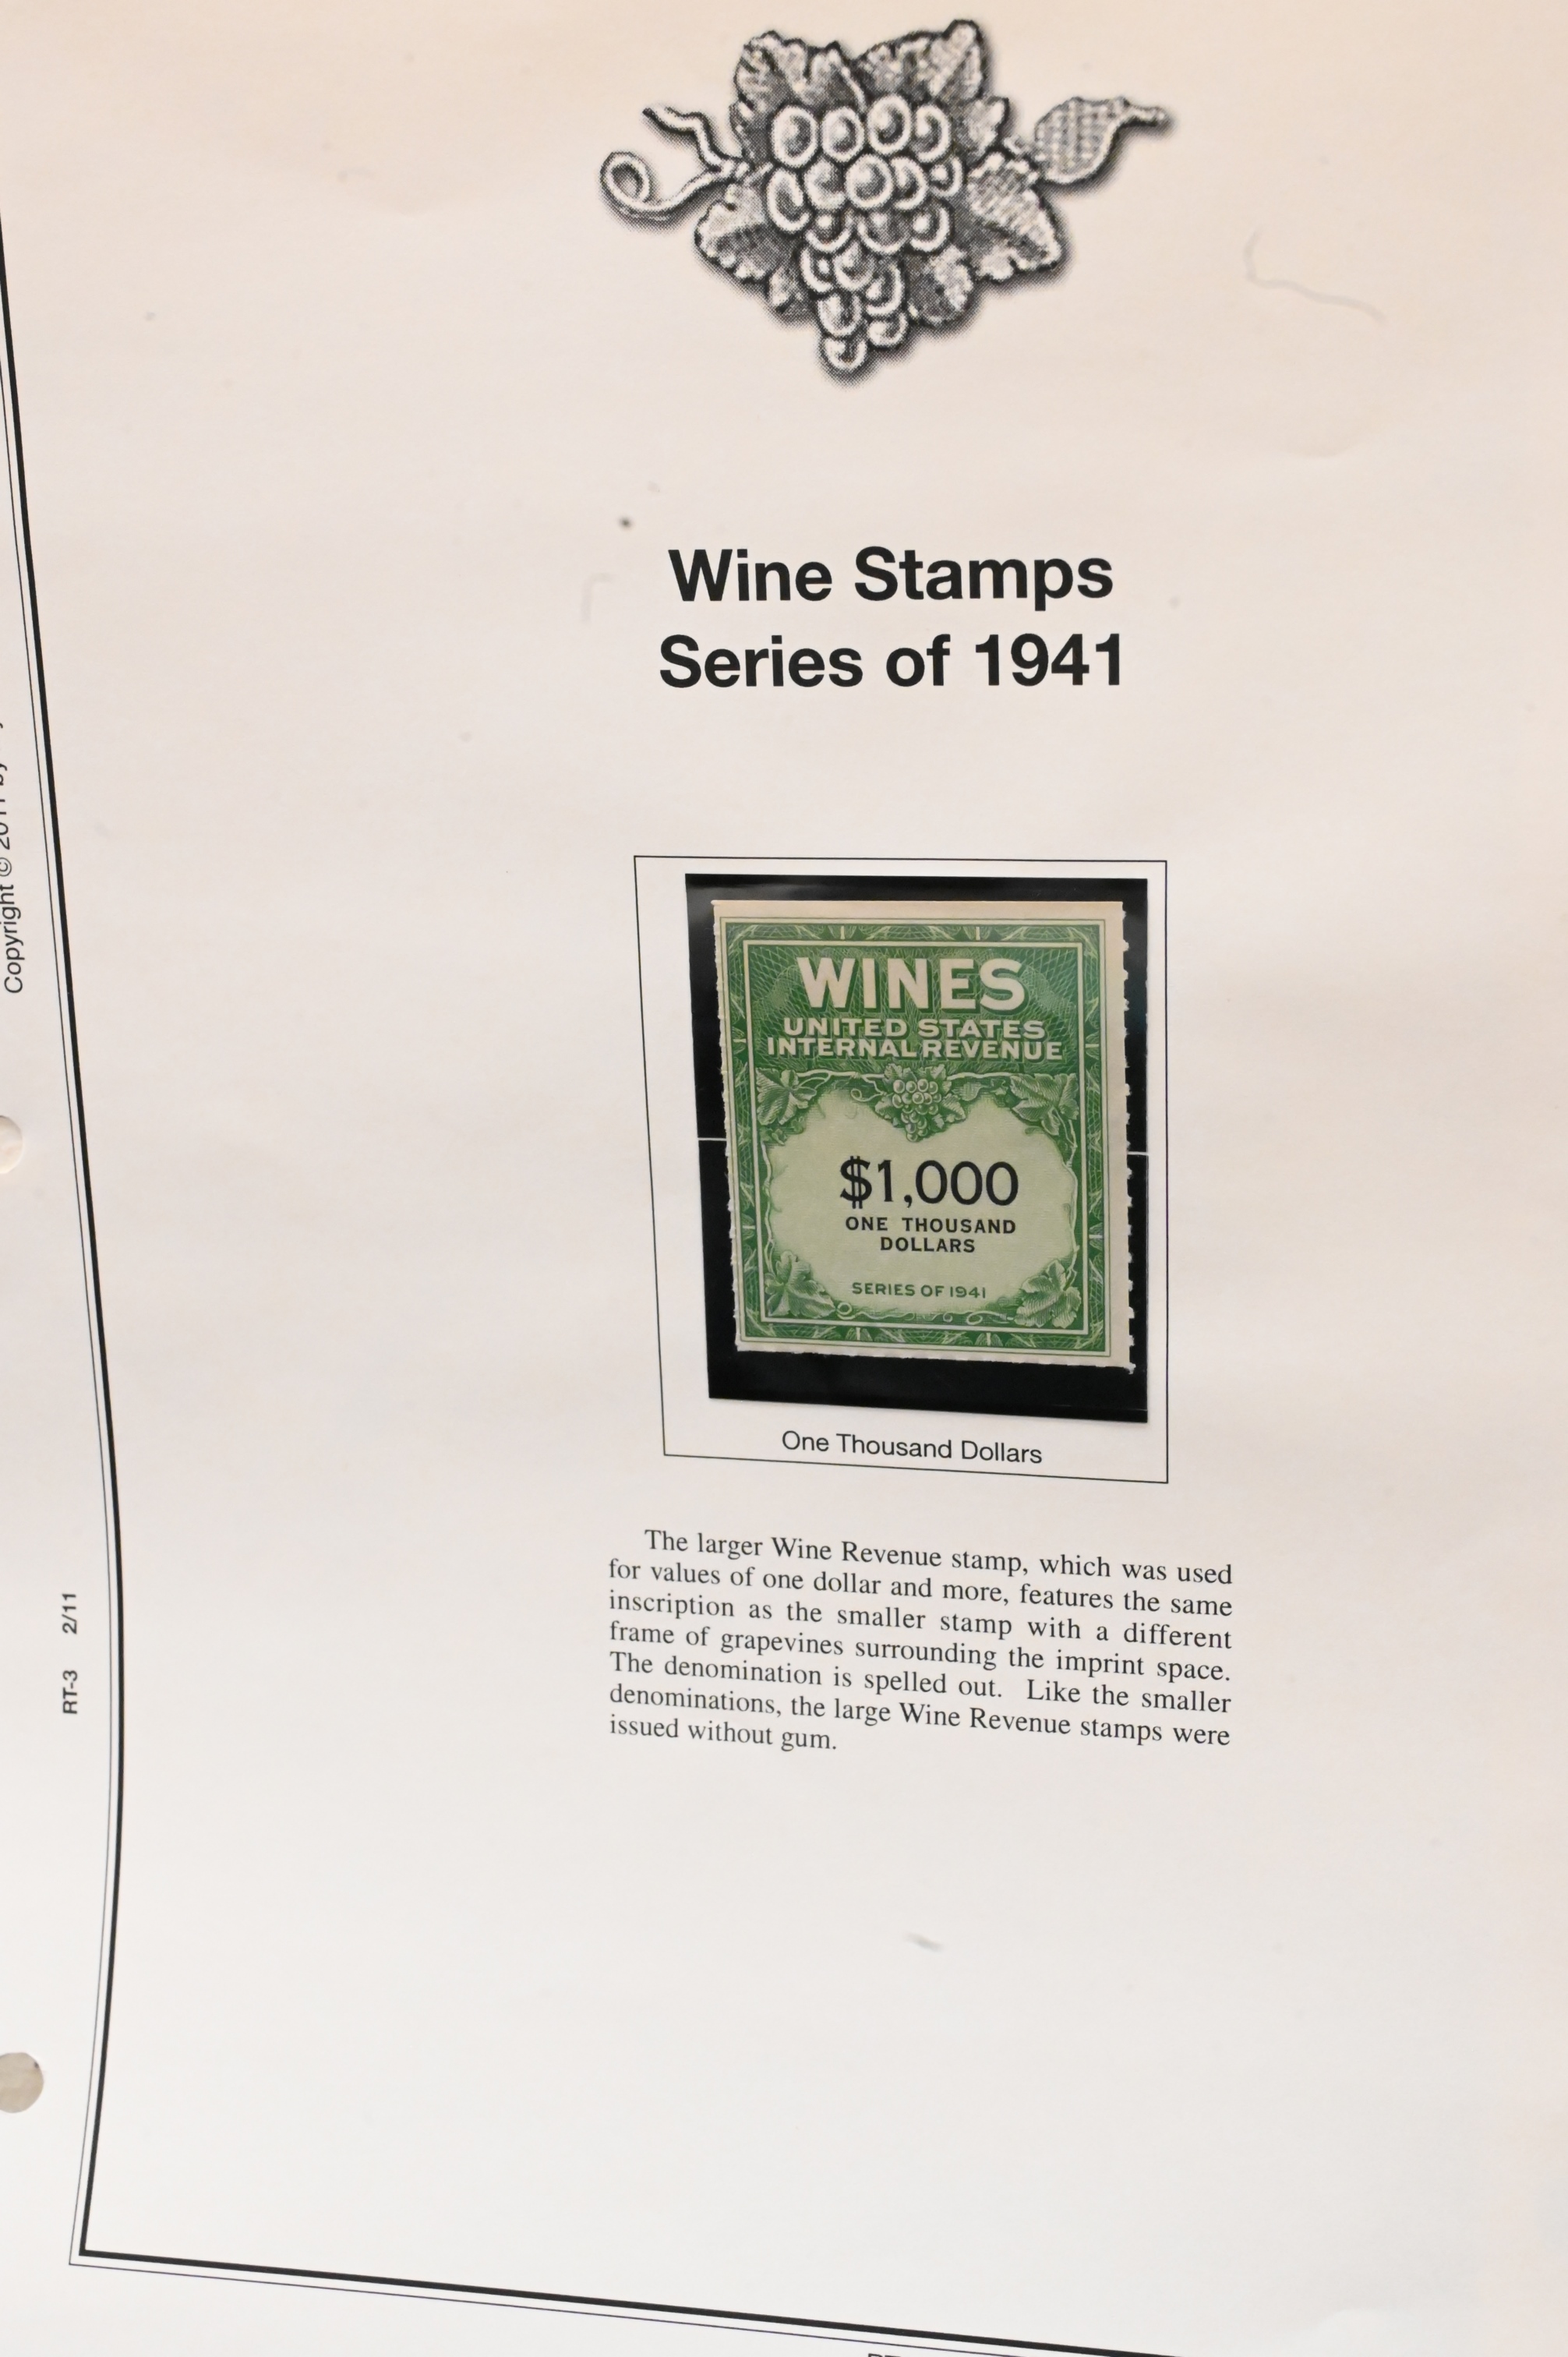 Wine Stamps
Series of 1941
WINES
UNITED STATES
INTERNAL REVENUE
$1,000
ONE THOUSAND
DOLLARS
SERIES OF 1941
One Thousand Dollars
The larger Wine Revenue stamp, which was used
for values of one dollar and more, features the same
inscription as the smaller stamp with a different
frame of grapevines surrounding the imprint space.
The denomination is spelled out. Like the smaller
denominations, the large Wine Revenue stamps were
issued without gum.
Copyright ©
RT-3 2/11